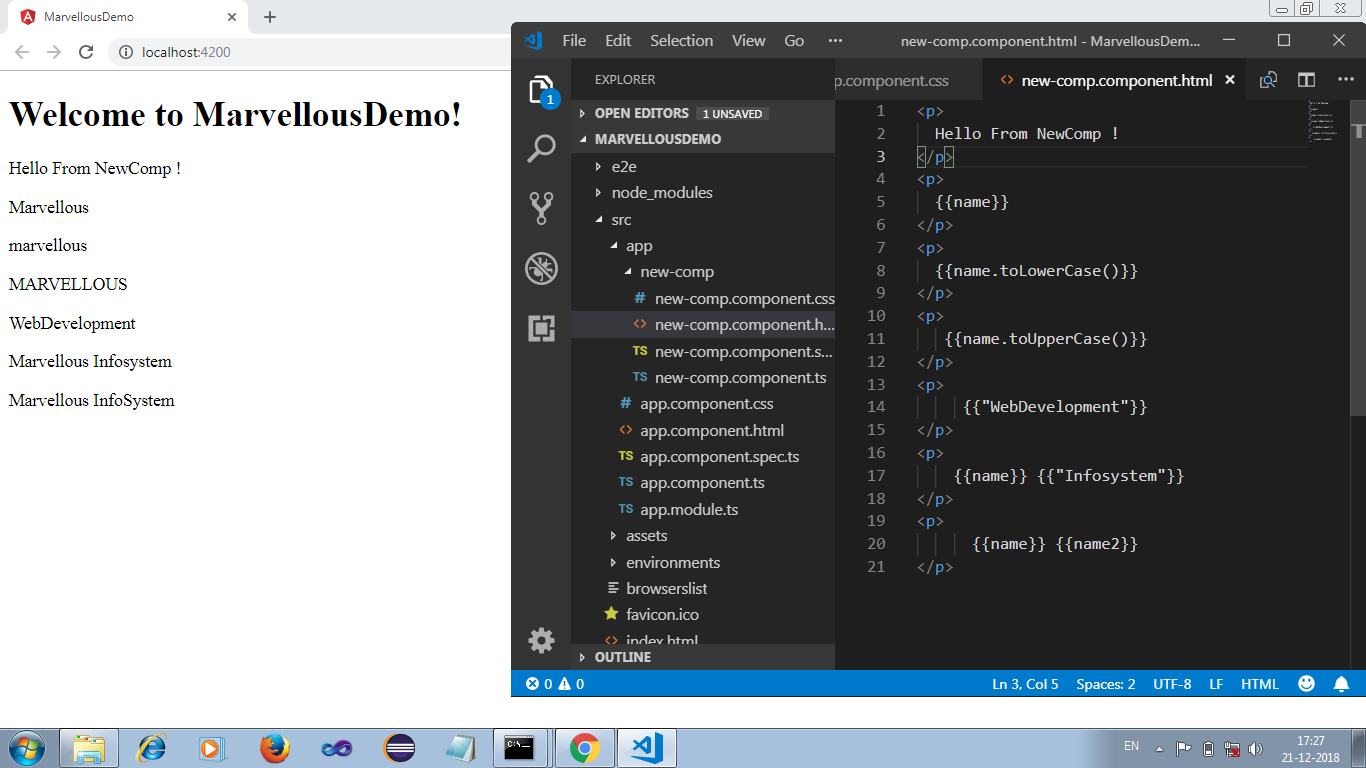 MarvellousDemo
localhost:4200
Welcome to MarvellousDemo!
Hello From NewComp !
Marvellous
marvellous
MARVELLOUS
WebDevelopment
Marvellous Infosystem
Marvellous InfoSystem
File Edit Selection View Go ••• new-comp.component.html - MarvellousDem...
EXPLORER
1
OPEN EDITORS 1 UNSAVED
MARVELLOUSDEMO
e2e
node_modules
src
app
new-comp
# new-comp.component.css
<> new-comp.component.h...
TS new-comp.component.s...
TS new-comp.component.ts
# app.component.css
<> app.component.html
TS app.component.spec.ts
TS app.component.ts
TS app.module.ts
assets
environments
browserslist
favicon.ico
<> index.html
OUTLINE
p.component.css <> new-comp.component.html
1 <p>
2 Hello From NewComp !
3 </p>
4 <p>
5 {{name}}
6 </p>
7 <p>
8 {{name.toLowerCase()}}
9 </p>
10 <p>
11 {{name.toUpperCase()}}
12 </p>
13 <p>
14 {{"WebDevelopment"}}
15 </p>
16 <p>
17 {{name}} {{"Infosystem"}}
18 </p>
19 <p>
20 {{name}} {{name2}}
21 </p>
0 0 Ln 3, Col 5 Spaces: 2 UTF-8 LF HTML
EN 17:27
21-12-2018